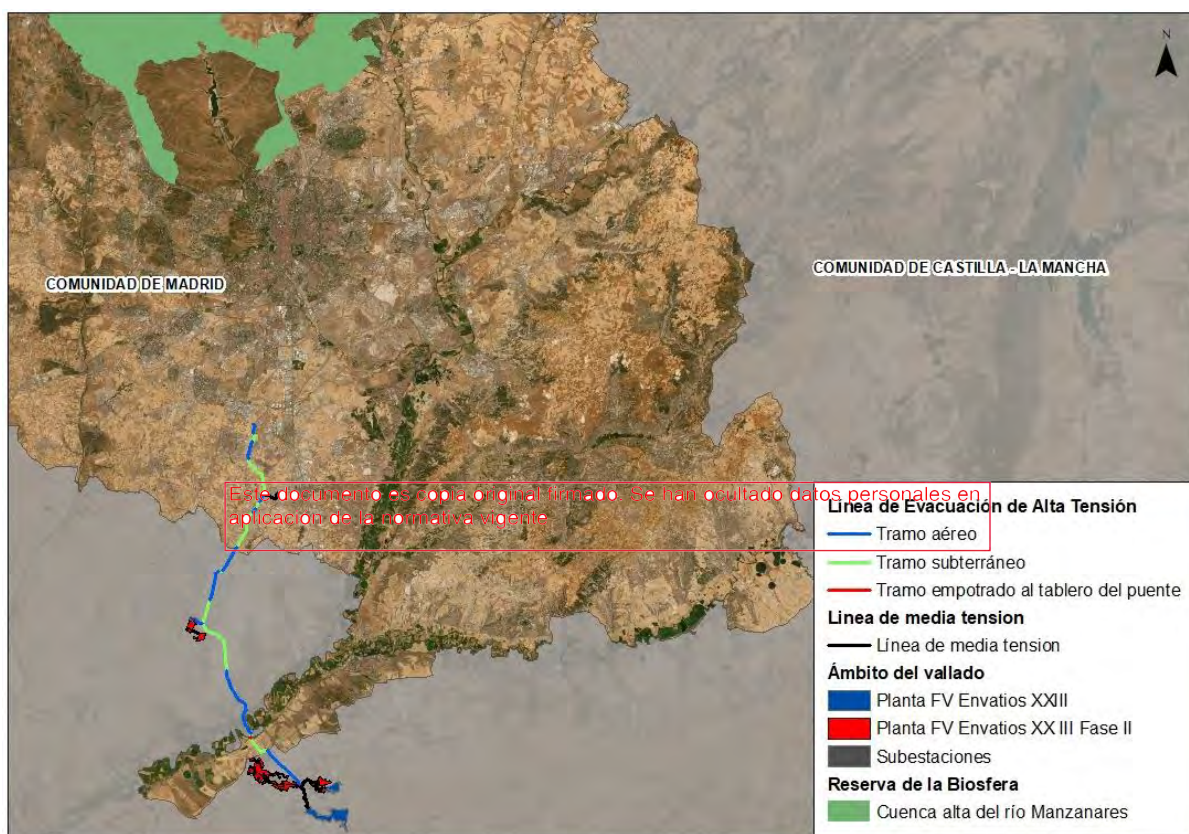 N
COMUNIDAD DE MADRID
COMUNIDAD DE CASTILLA - LA MANCHA
Este documento es copia original firmado. Se han ocultado datos personales en
aplicación de la normativa vigente
Línea de Evacuación de Alta Tensión
Tramo aéreo
Tramo subterráneo
Tramo empotrado al tablero del puente
Linea de media tension
Línea de media tension
Ámbito del vallado
Planta FV Envatios XXIII
Planta FV Envatios XXIII Fase II
Subestaciones
Reserva de la Biosfera
Cuenca alta del río Manzanares